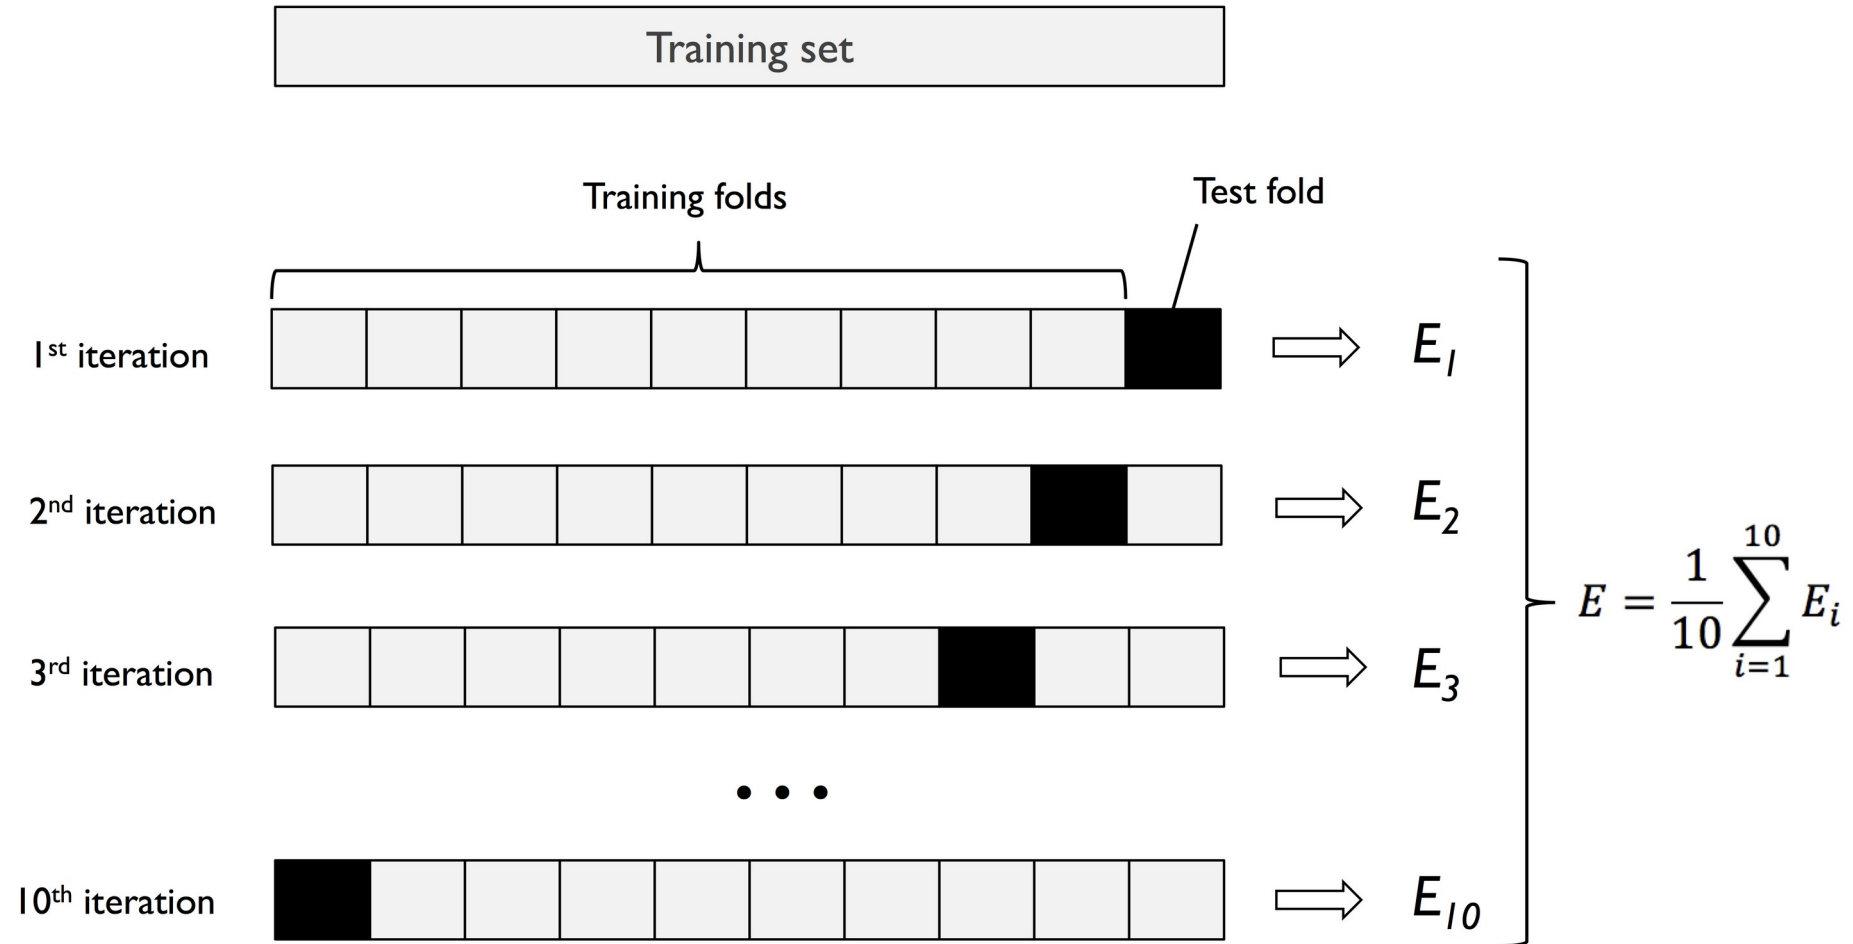 Training set
Training folds
Test fold
1st iteration
E1
2nd iteration
E2
E = 1/10 ∑_{i=1}^{10} Ei
3rd iteration
E3
• • •
10th iteration
E10